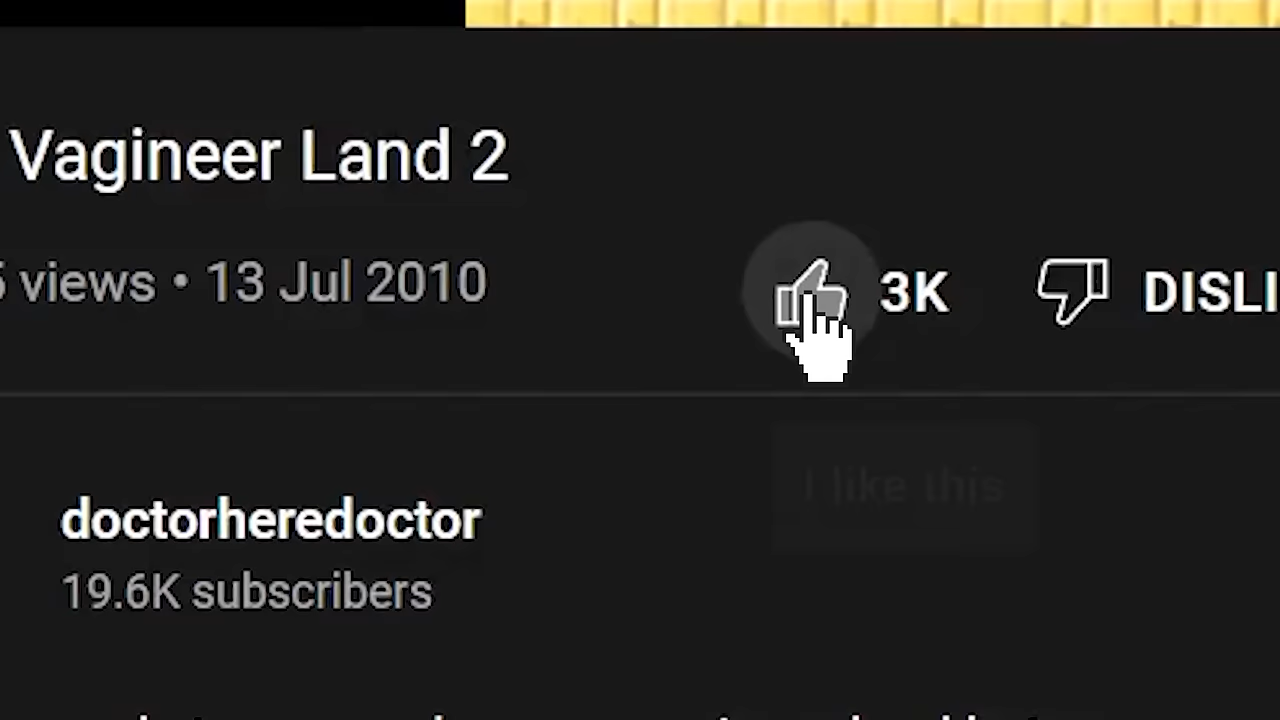 Vagineer Land 2
views • 13 Jul 2010
3K
DISLI
I like this
doctorheredoctor
19.6K subscribers